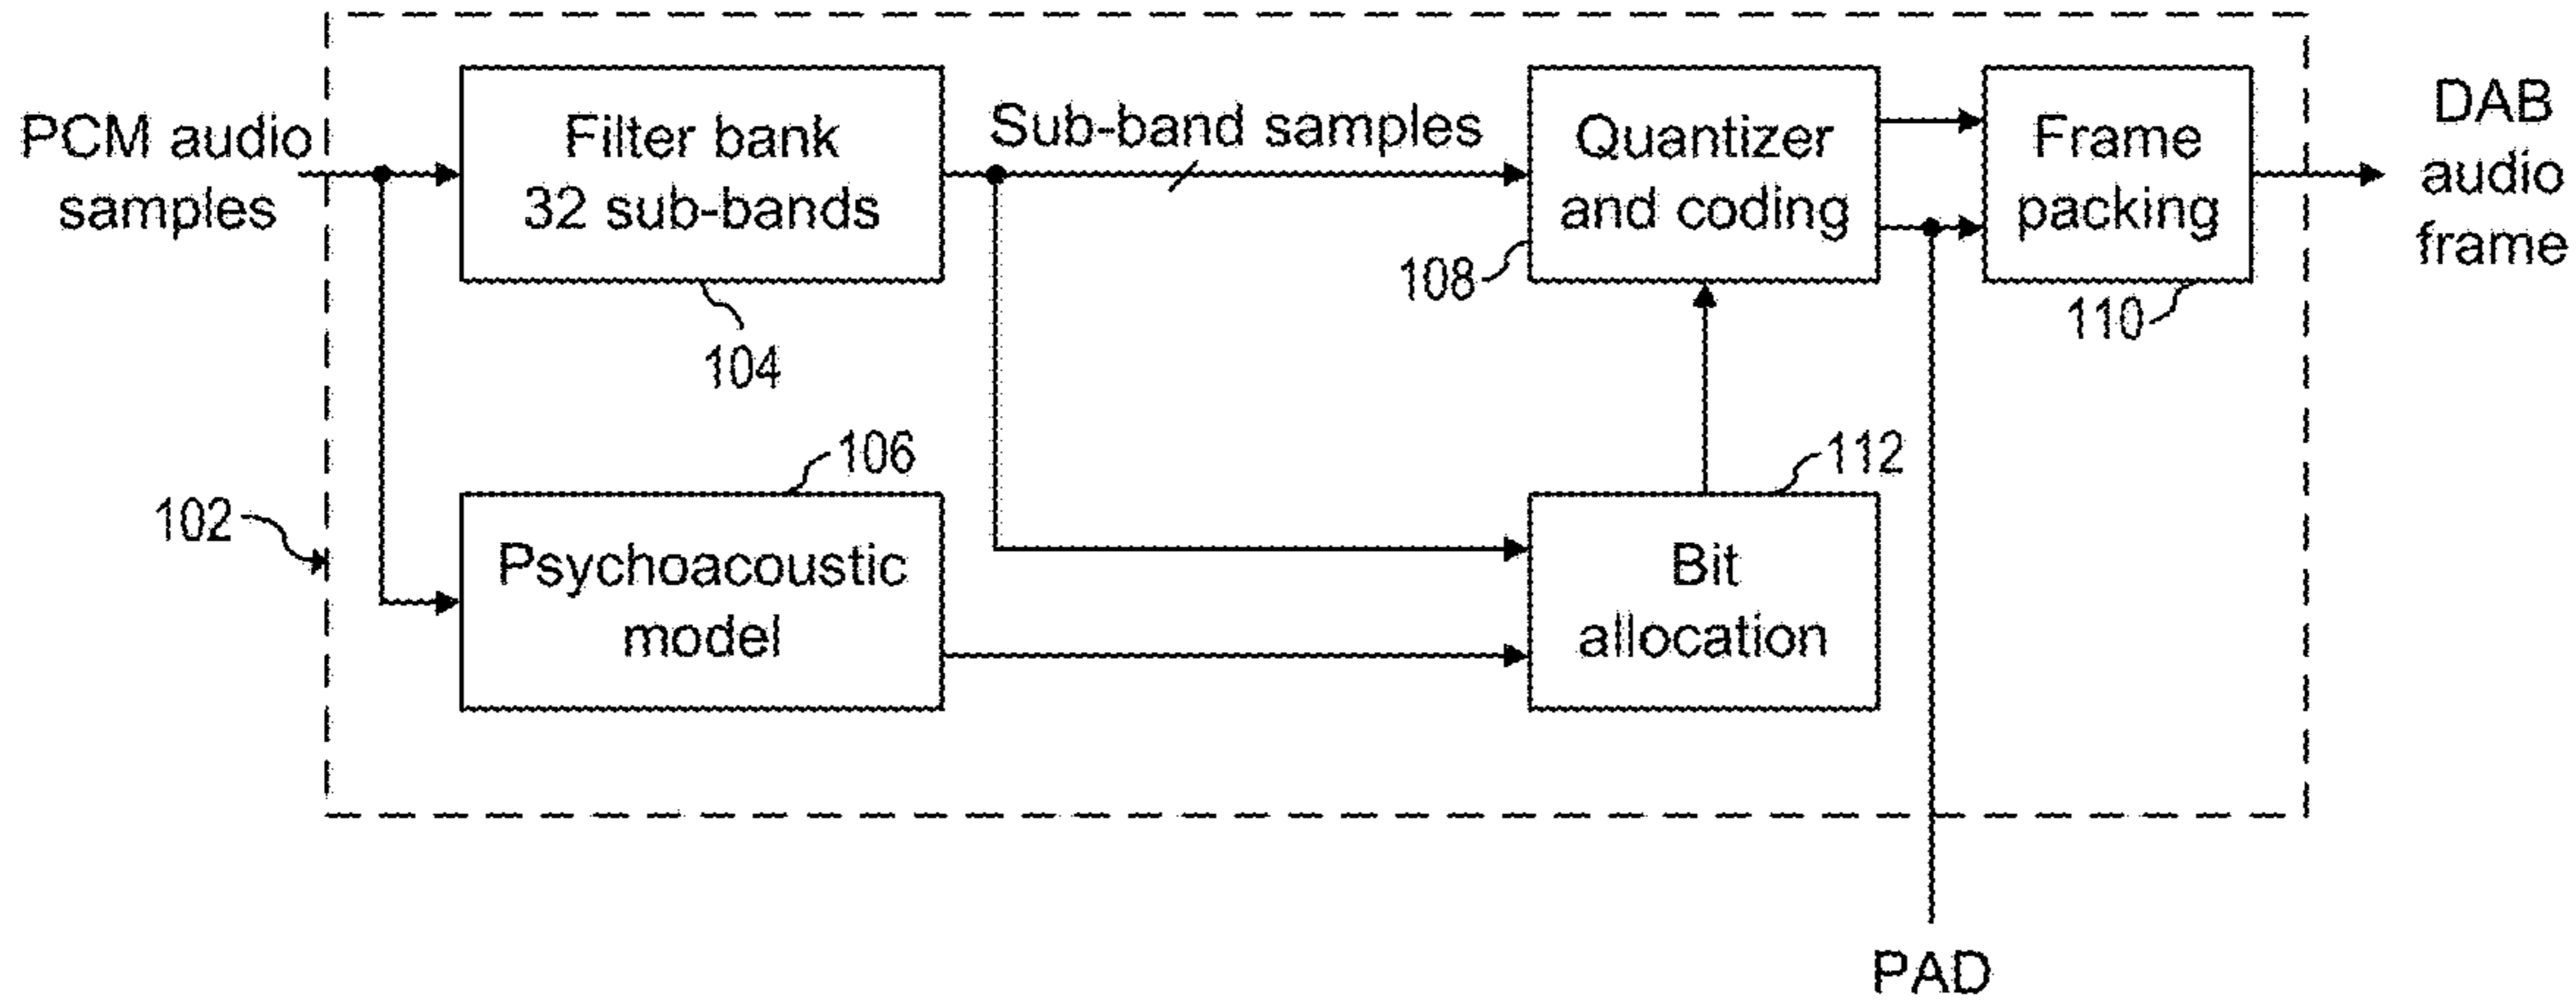 PCM audio
samples
Filter bank
32 sub-bands
104
Sub-band samples
Quantizer
and coding
108
Frame
packing
110
DAB
audio
frame
102
106
Psychoacoustic
model
112
Bit
allocation
PAD